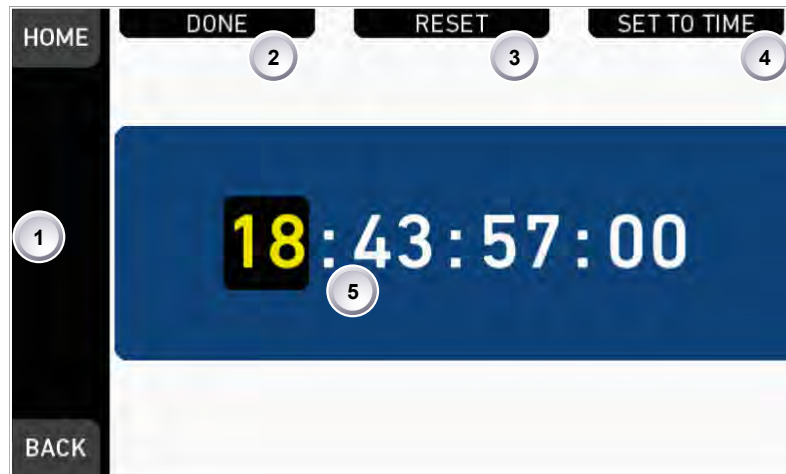 HOME
DONE
RESET
SET TO TIME
2
3
4
1
18:43:57:00
5
BACK